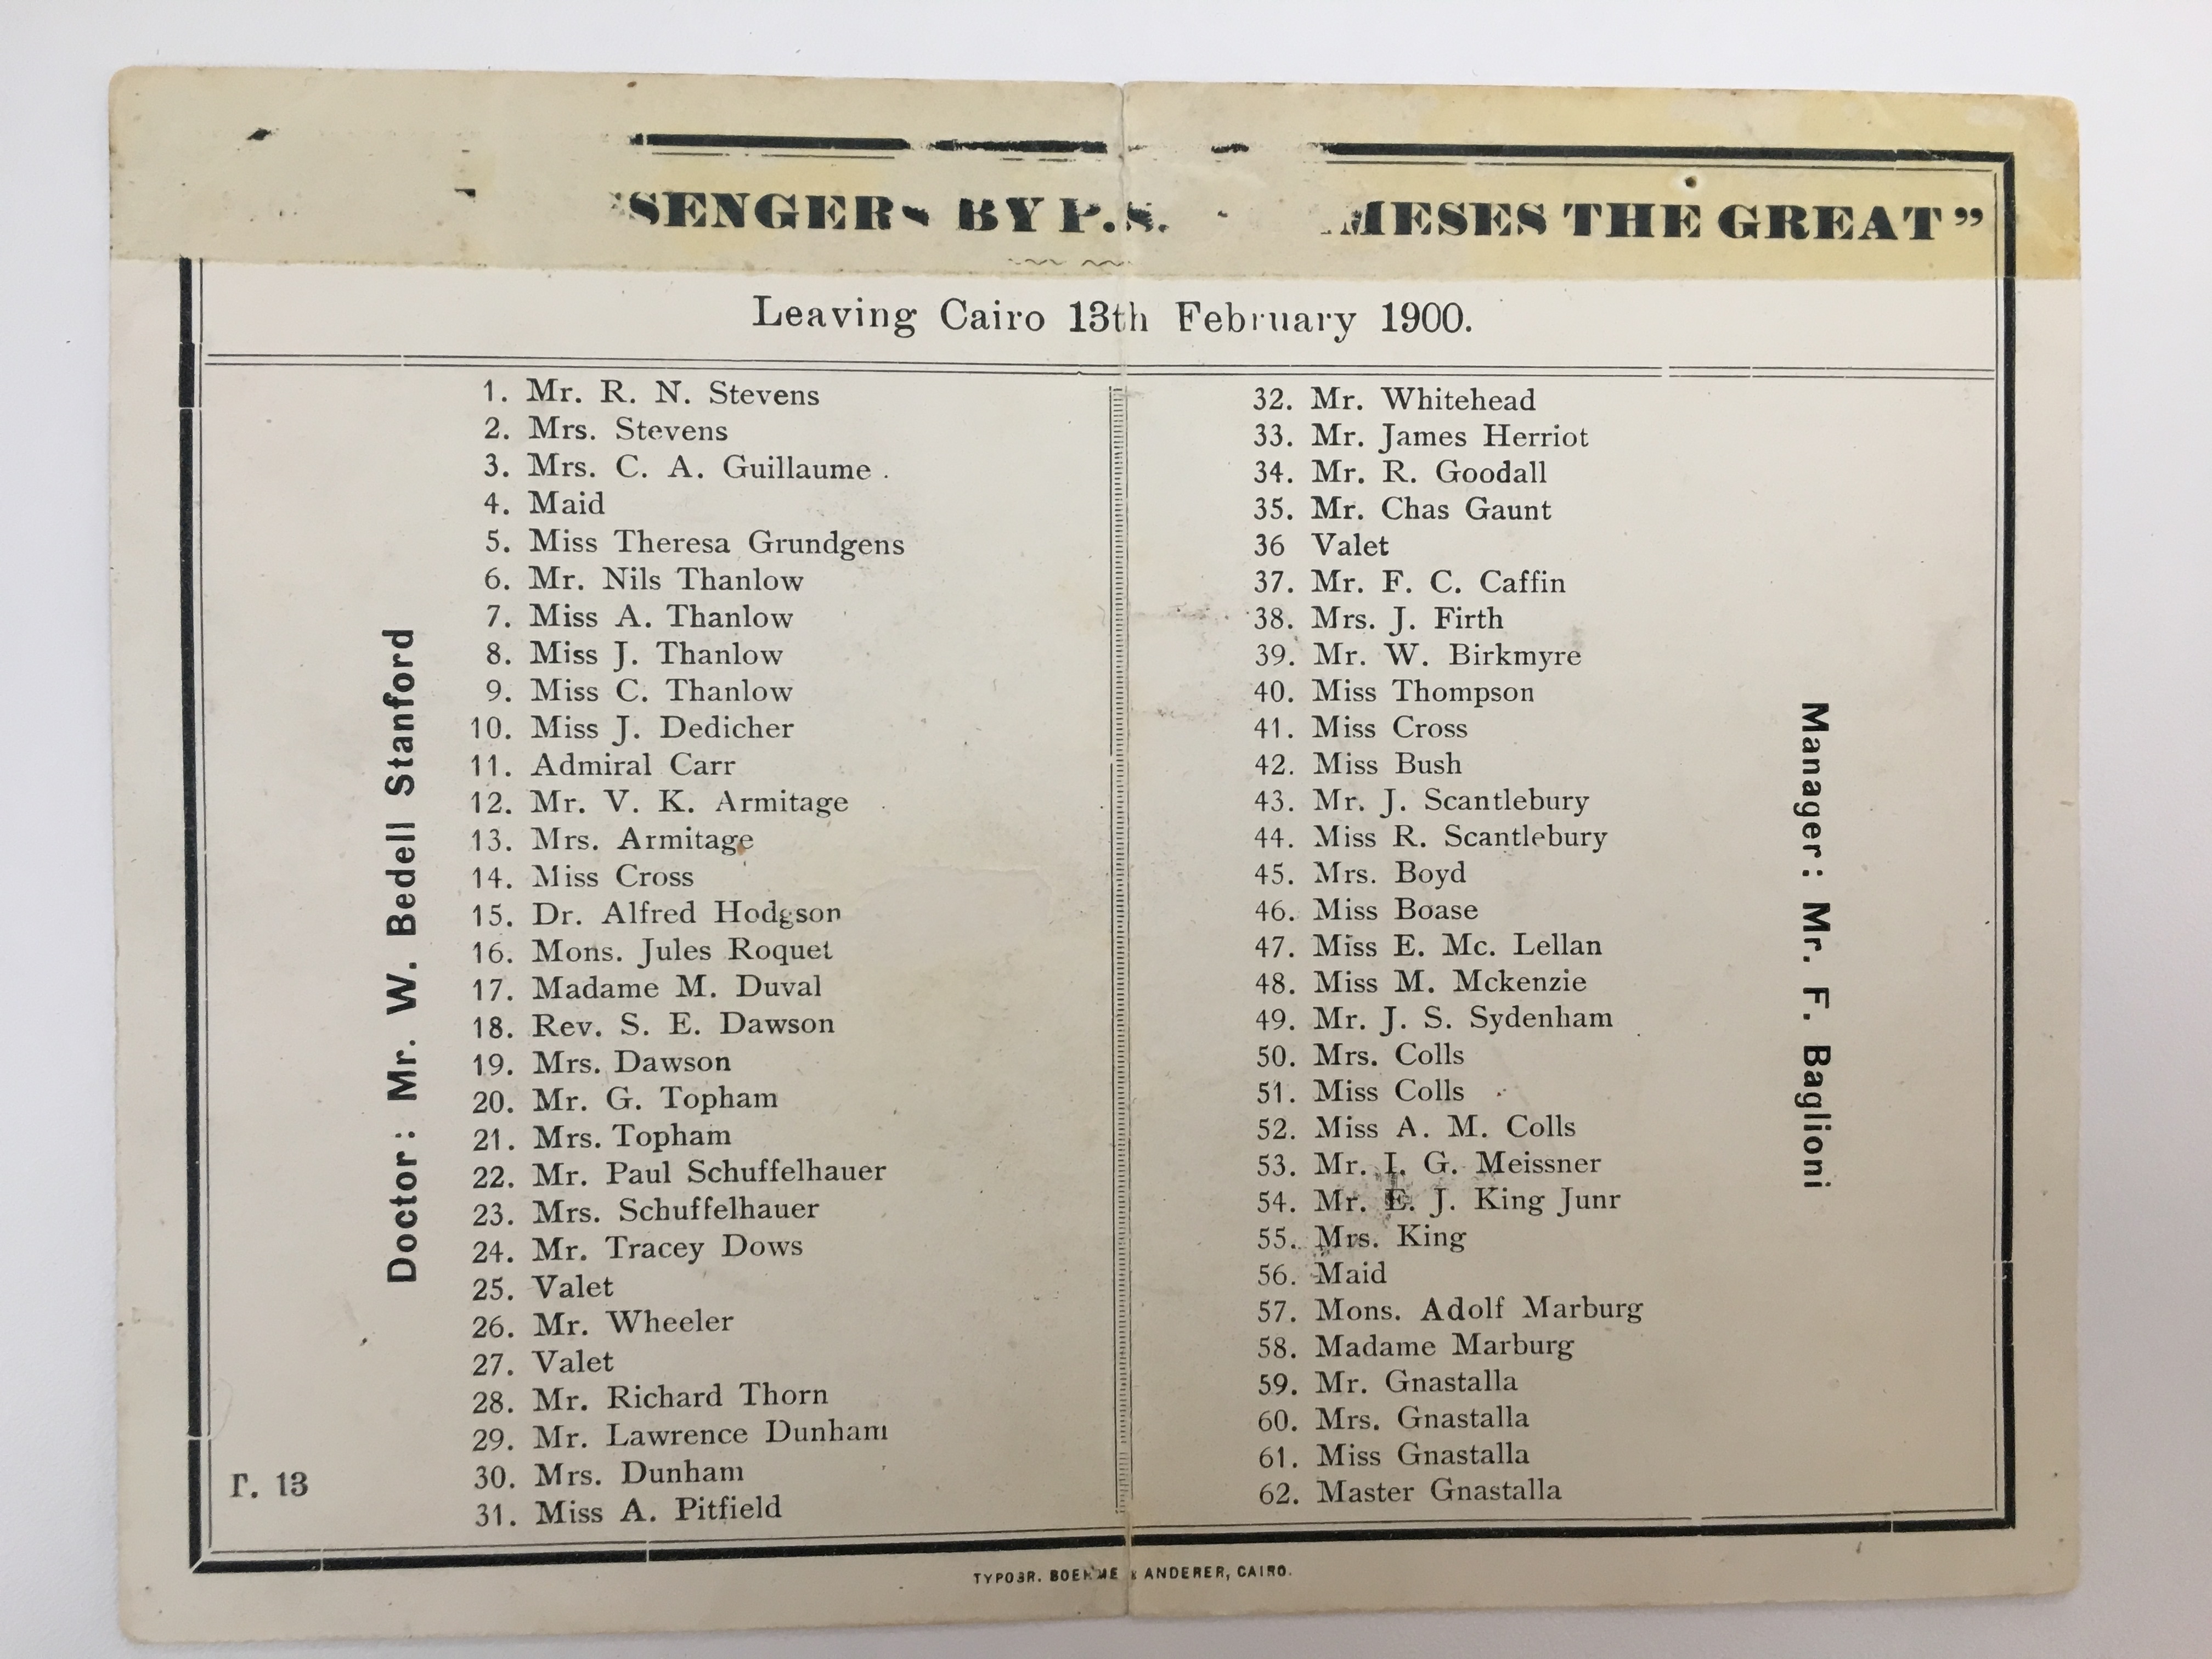 SENGERS BY P.S. MESES THE GREAT”
Leaving Cairo 13th February 1900.
Doctor: Mr. W. Bedell Stanford
1. Mr. R. N. Stevens
2. Mrs. Stevens
3. Mrs. C. A. Guillaume .
4. Maid
5. Miss Theresa Grundgens
6. Mr. Nils Thanlow
7. Miss A. Thanlow
8. Miss J. Thanlow
9. Miss C. Thanlow
10. Miss J. Dedicher
11. Admiral Carr
12. Mr. V. K. Armitage
13. Mrs. Armitage
14. Miss Cross
15. Dr. Alfred Hodgson
16. Mons. Jules Roquet
17. Madame M. Duval
18. Rev. S. E. Dawson
19. Mrs. Dawson
20. Mr. G. Topham
21. Mrs. Topham
22. Mr. Paul Schuffelhauer
23. Mrs. Schuffelhauer
24. Mr. Tracey Dows
25. Valet
26. Mr. Wheeler
27. Valet
28. Mr. Richard Thorn
29. Mr. Lawrence Dunham
30. Mrs. Dunham
31. Miss A. Pitfield
32. Mr. Whitehead
33. Mr. James Herriot
34. Mr. R. Goodall
35. Mr. Chas Gaunt
36 Valet
37. Mr. F. C. Caffin
38. Mrs. J. Firth
39. Mr. W. Birkmyre
40. Miss Thompson
41. Miss Cross
42. Miss Bush
43. Mr. J. Scantlebury
44. Miss R. Scantlebury
45. Mrs. Boyd
46. Miss Boase
47. Miss E. Mc. Lellan
48. Miss M. Mckenzie
49. Mr. J. S. Sydenham
50. Mrs. Colls
51. Miss Colls
52. Miss A. M. Colls
53. Mr. I. G. Meissner
54. Mr. E. J. King Junr
55. Mrs. King
56. Maid
57. Mons. Adolf Marburg
58. Madame Marburg
59. Mr. Gnastalla
60. Mrs. Gnastalla
61. Miss Gnastalla
62. Master Gnastalla
Manager: Mr. F. Baglioni
T. 13
TYPOGR. BOEHME & ANDERER, CAIRO.